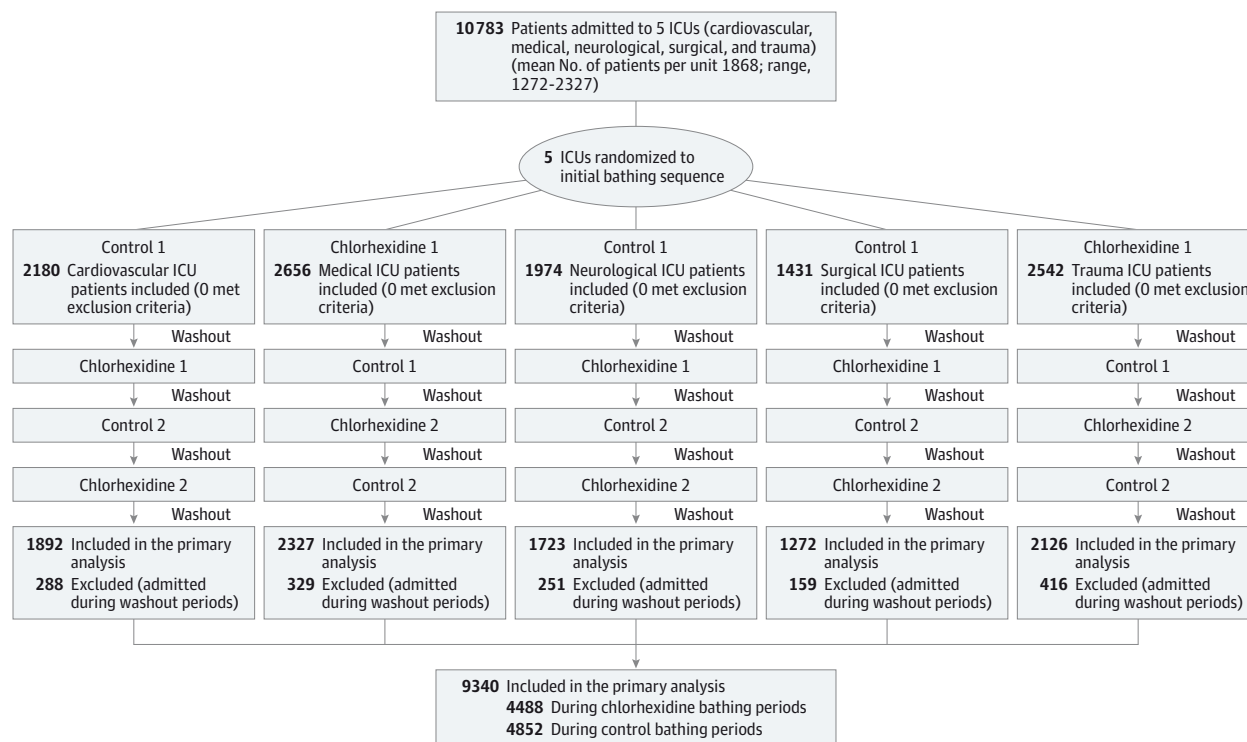 10783 Patients admitted to 5 ICUs (cardiovascular,
medical, neurological, surgical, and trauma)
(mean No. of patients per unit 1868; range,
1272-2327)
5 ICUs randomized to
initial bathing sequence
Control 1
2180 Cardiovascular ICU
patients included (0 met
exclusion criteria)
Chlorhexidine 1
2656 Medical ICU patients
included (0 met exclusion
criteria)
Control 1
1974 Neurological ICU patients
included (0 met exclusion
criteria)
Control 1
1431 Surgical ICU patients
included (0 met exclusion
criteria)
Chlorhexidine 1
2542 Trauma ICU patients
included (0 met exclusion
criteria)
Washout
Washout
Washout
Washout
Washout
Chlorhexidine 1
Control 1
Chlorhexidine 1
Chlorhexidine 1
Control 1
Washout
Washout
Washout
Washout
Washout
Control 2
Chlorhexidine 2
Control 2
Control 2
Chlorhexidine 2
Washout
Washout
Washout
Washout
Washout
Chlorhexidine 2
Control 2
Chlorhexidine 2
Chlorhexidine 2
Control 2
Washout
Washout
Washout
Washout
Washout
1892 Included in the primary
analysis
288 Excluded (admitted
during washout periods)
2327 Included in the primary
analysis
329 Excluded (admitted
during washout periods)
1723 Included in the primary
analysis
251 Excluded (admitted
during washout periods)
1272 Included in the primary
analysis
159 Excluded (admitted
during washout periods)
2126 Included in the primary
analysis
416 Excluded (admitted
during washout periods)
9340 Included in the primary analysis
4488 During chlorhexidine bathing periods
4852 During control bathing periods